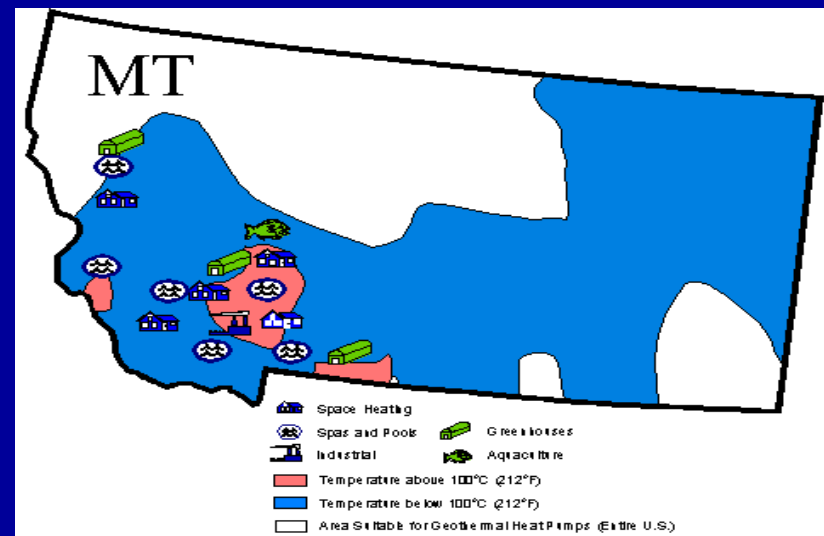 MT
Space Heating
Spas and Pools
Greenhouses
Industrial
Aquaculture
Temperature above 100°C (212°F)
Temperature below 100°C (212°F)
Area Suitable for Geothermal Heat Pumps (Entire U.S.)